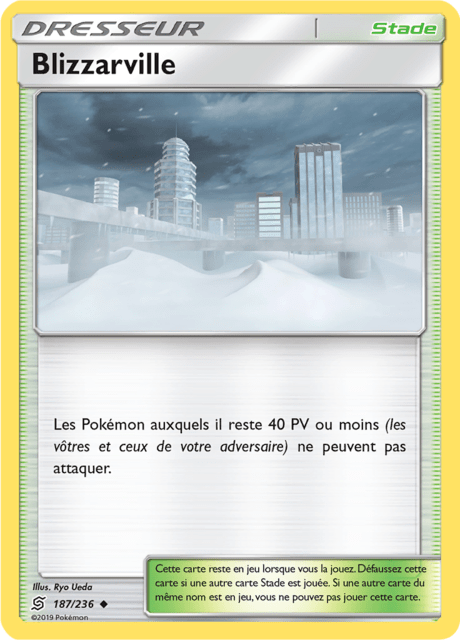 DRESSEUR
Stade
Blizzarville
Les Pokémon auxquels il reste 40 PV ou moins (les
vôtres et ceux de votre adversaire) ne peuvent pas
attaquer.
Cette carte reste en jeu lorsque vous la jouez. Défaussez cette
carte si une autre carte Stade est jouée. Si une autre carte du
même nom est en jeu, vous ne pouvez pas jouer cette carte.
Illus. Ryo Ueda
187/236
©2019 Pokémon